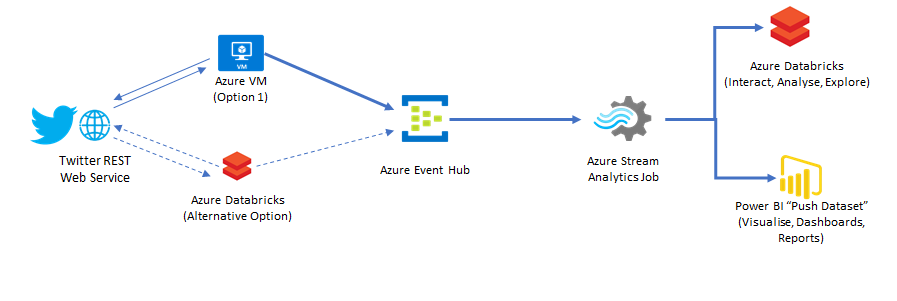 VM
Azure VM
(Option 1)
Twitter REST
Web Service
Azure Databricks
(Alternative Option)
Azure Event Hub
Azure Stream
Analytics Job
Azure Databricks
(Interact, Analyse, Explore)
Power BI “Push Dataset”
(Visualise, Dashboards,
Reports)